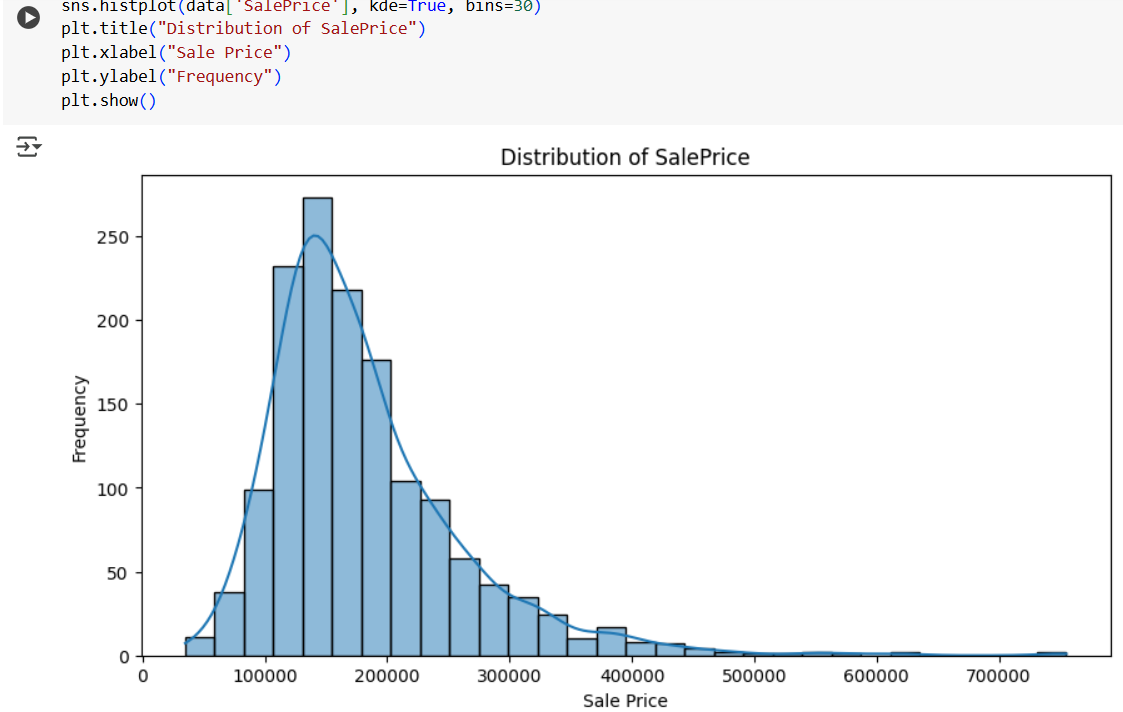 sns.histplot(data['SalePrice'], kde=True, bins=30)
plt.title("Distribution of SalePrice")
plt.xlabel("Sale Price")
plt.ylabel("Frequency")
plt.show()
Distribution of SalePrice
250
200
150
100
50
0
Frequency
0 100000 200000 300000 400000 500000 600000 700000
Sale Price